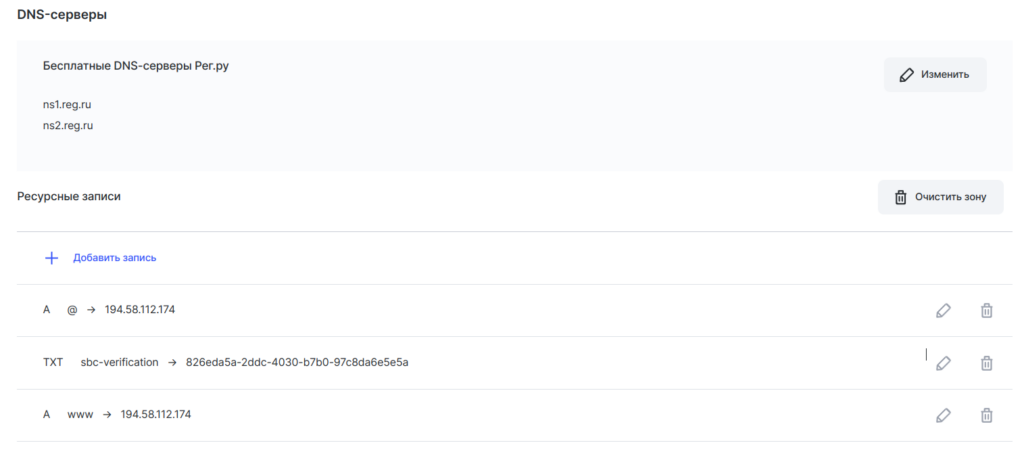 DNS-серверы
Бесплатные DNS-серверы Рег.ру
Изменить
ns1.reg.ru
ns2.reg.ru
Ресурсные записи
Очистить зону
Добавить запись
A @ → 194.58.112.174
TXT sbc-verification → 826eda5a-2ddc-4030-b7b0-97c8da6e5e5a
A www → 194.58.112.174